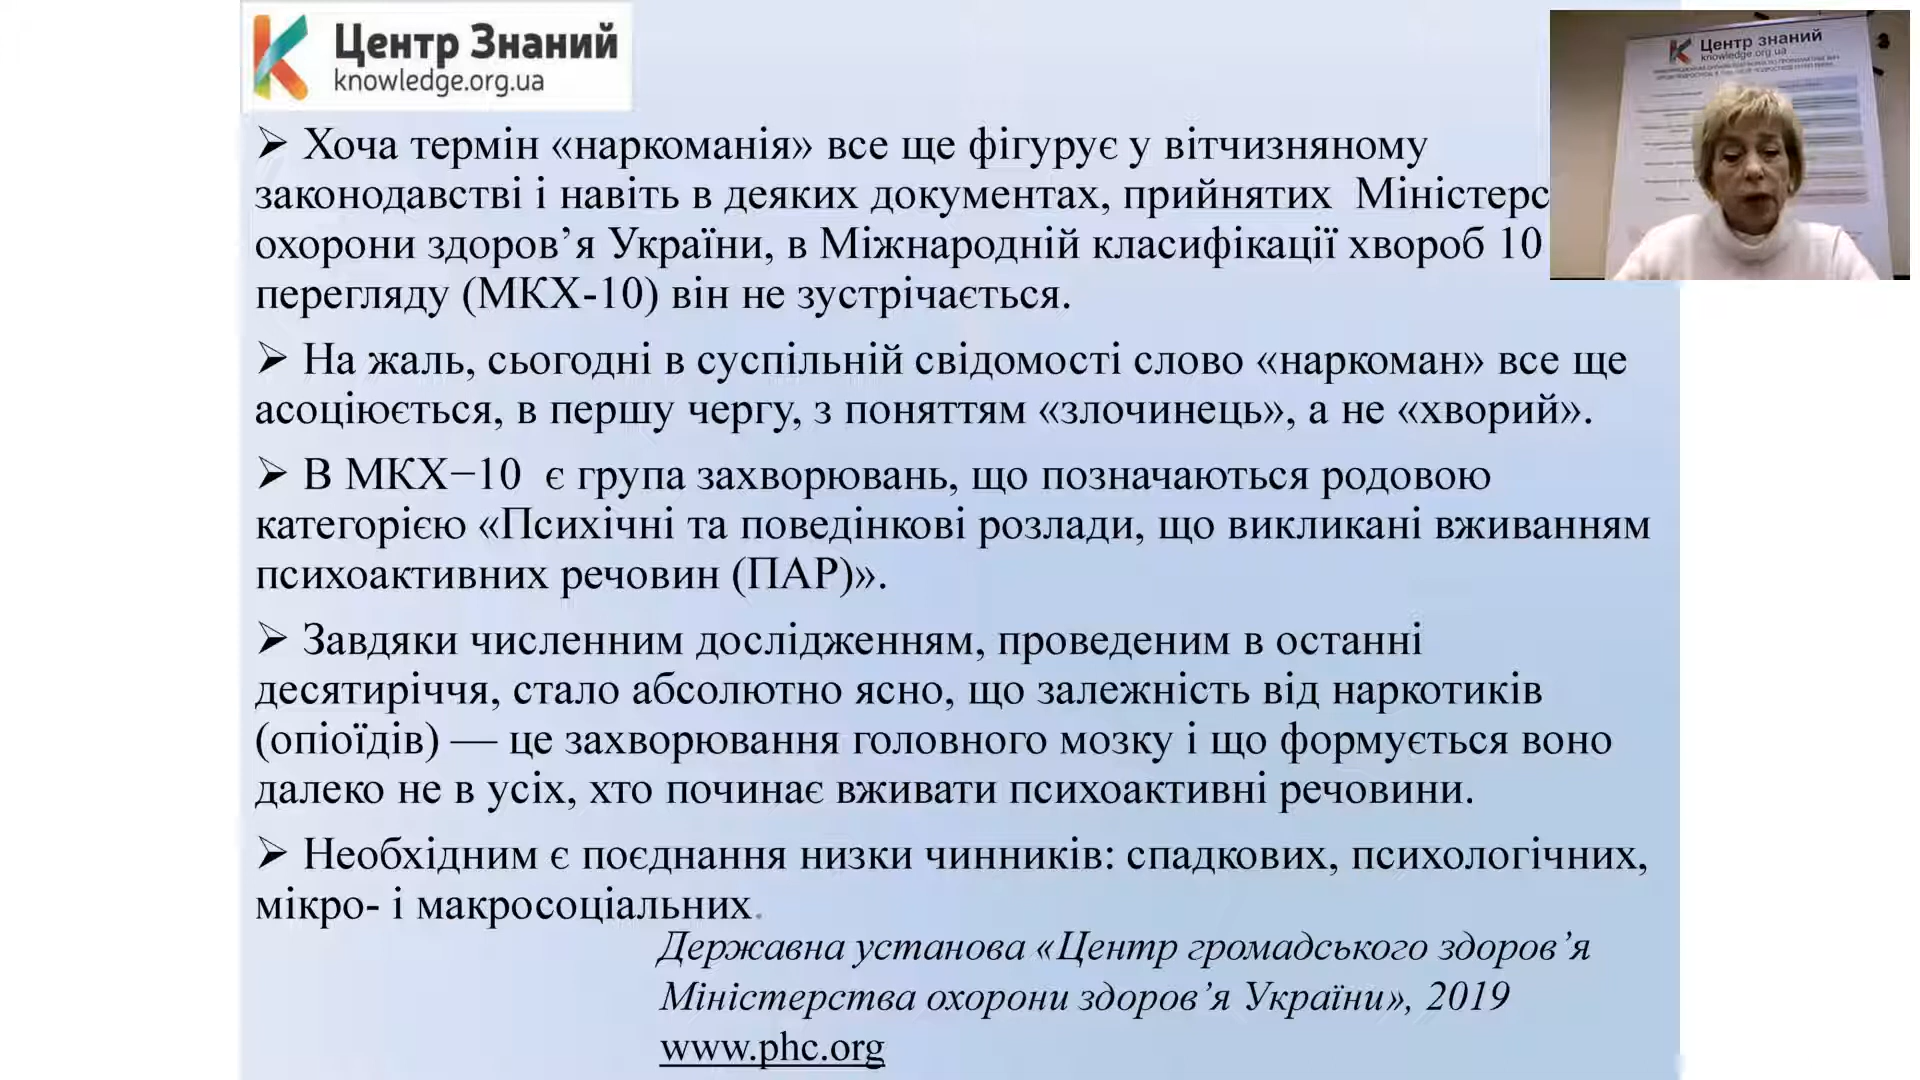 Центр Знаний
knowledge.org.ua
Центр знаний
knowledge.org.ua
➢ Хоча термін «наркоманія» все ще фігурує у вітчизняному
законодавстві і навіть в деяких документах, прийнятих Міністерс
охорони здоров’я України, в Міжнародній класифікації хвороб 10
перегляду (МКХ-10) він не зустрічається.
➢ На жаль, сьогодні в суспільній свідомості слово «наркоман» все ще
асоціюється, в першу чергу, з поняттям «злочинець», а не «хворий».
➢ В МКХ−10 є група захворювань, що позначаються родовою
категорією «Психічні та поведінкові розлади, що викликані вживанням
психоактивних речовин (ПАР)».
➢ Завдяки численним дослідженням, проведеним в останні
десятиріччя, стало абсолютно ясно, що залежність від наркотиків
(опіоїдів) — це захворювання головного мозку і що формується воно
далеко не в усіх, хто починає вживати психоактивні речовини.
➢ Необхідним є поєднання низки чинників: спадкових, психологічних,
мікро- і макросоціальних.
Державна установа «Центр громадського здоров’я
Міністерства охорони здоров’я України», 2019
www.phc.org